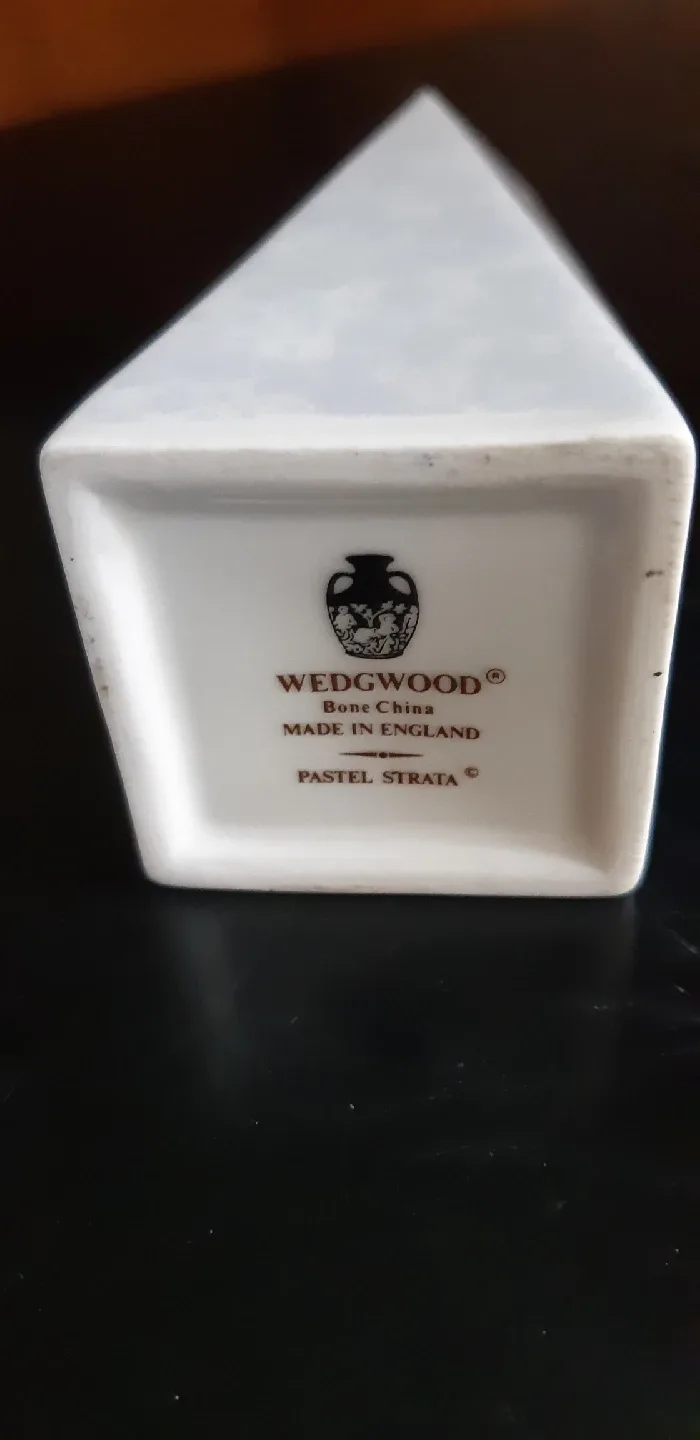 WEDGWOOD®
Bone China
MADE IN ENGLAND
PASTEL STRATA ©